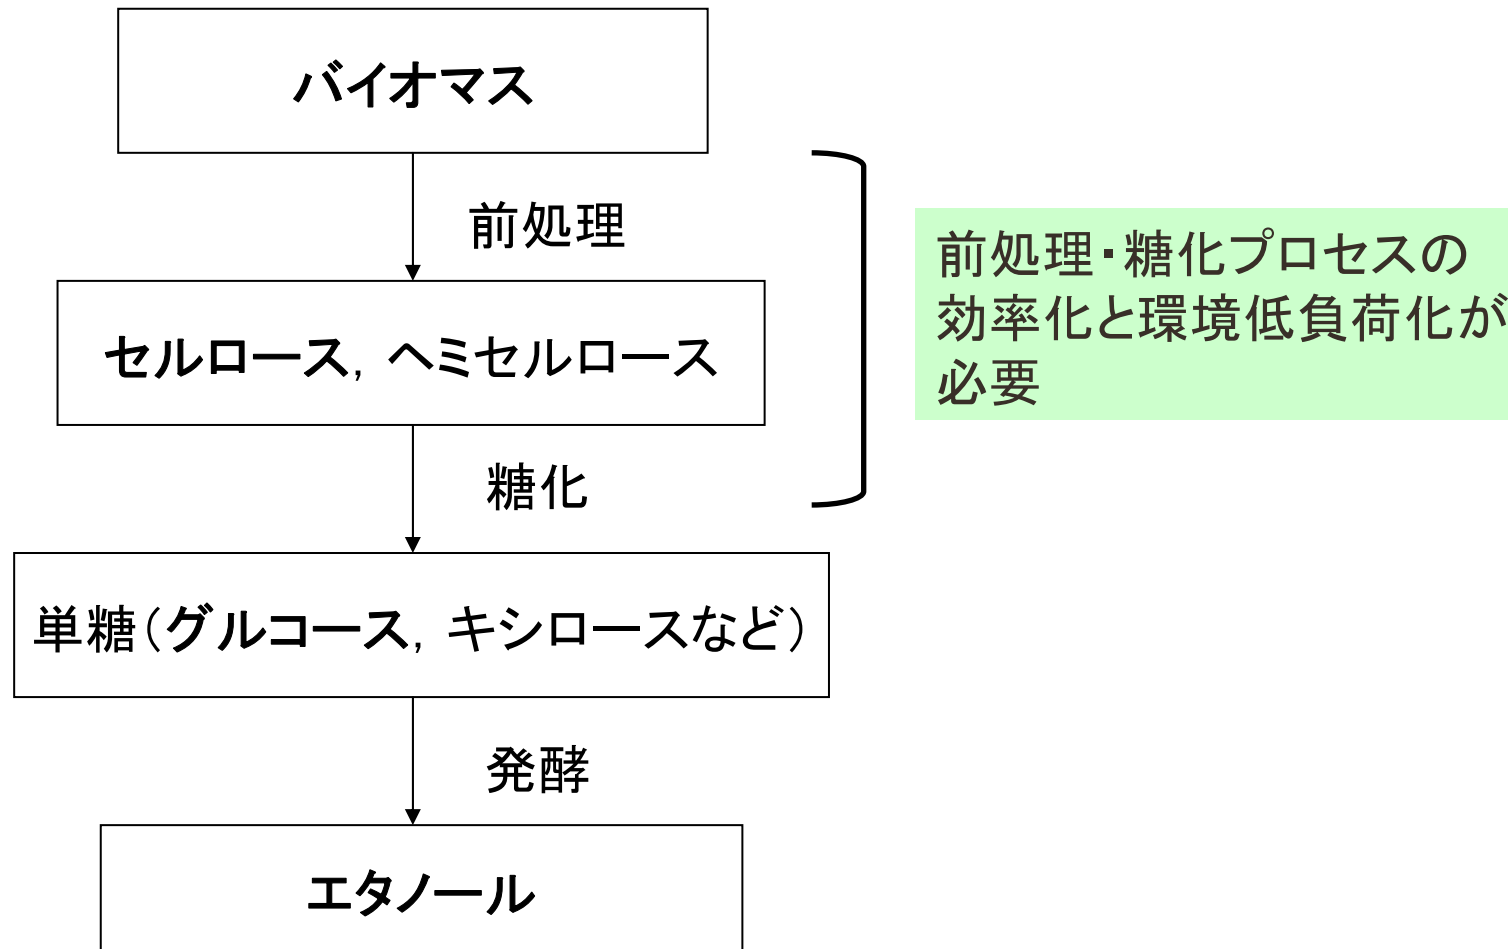 バイオマス
前処理
セルロース，ヘミセルロース
糖化
単糖（グルコース，キシロースなど）
発酵
エタノール
前処理・糖化プロセスの
効率化と環境低負荷化が
必要